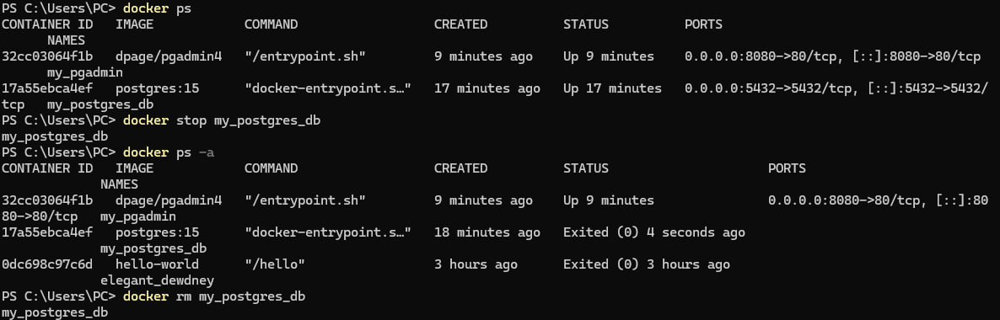 PS C:\Users\PC> docker ps
CONTAINER ID   IMAGE            COMMAND                  CREATED          STATUS          PORTS
      NAMES
32cc03064f1b   dpage/pgadmin4   "/entrypoint.sh"         9 minutes ago    Up 9 minutes    0.0.0.0:8080->80/tcp, [::]:8080->80/tcp
      my_pgadmin
17a55ebca4ef   postgres:15      "docker-entrypoint.s…"   17 minutes ago   Up 17 minutes   0.0.0.0:5432->5432/tcp, [::]:5432->5432/
tcp   my_postgres_db
PS C:\Users\PC> docker stop my_postgres_db
my_postgres_db
PS C:\Users\PC> docker ps -a
CONTAINER ID   IMAGE            COMMAND                  CREATED          STATUS                     PORTS
             NAMES
32cc03064f1b   dpage/pgadmin4   "/entrypoint.sh"         9 minutes ago    Up 9 minutes               0.0.0.0:8080->80/tcp, [::]:80
80->80/tcp   my_pgadmin
17a55ebca4ef   postgres:15      "docker-entrypoint.s…"   18 minutes ago   Exited (0) 4 seconds ago
             my_postgres_db
0dc698c97c6d   hello-world      "/hello"                 3 hours ago      Exited (0) 3 hours ago
             elegant_dewdney
PS C:\Users\PC> docker rm my_postgres_db
my_postgres_db